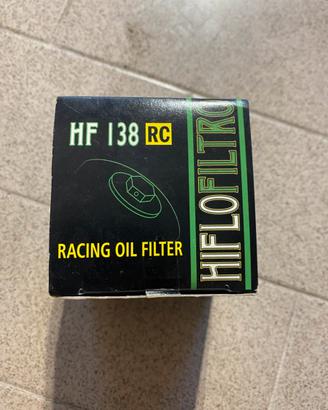 HF 138 RC
RACING OIL FILTER
HIFLOFILTRO